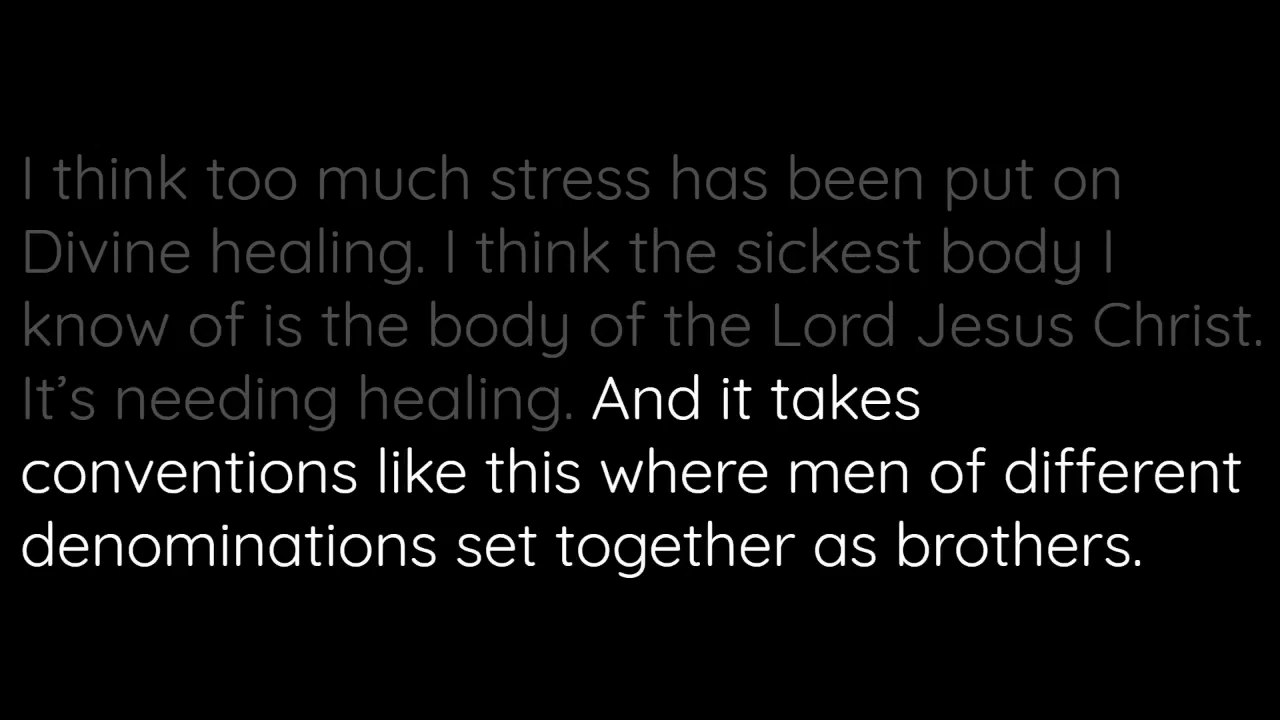 I think too much stress has been put on
Divine healing. I think the sickest body I
know of is the body of the Lord Jesus Christ.
It’s needing healing. And it takes
conventions like this where men of different
denominations set together as brothers.